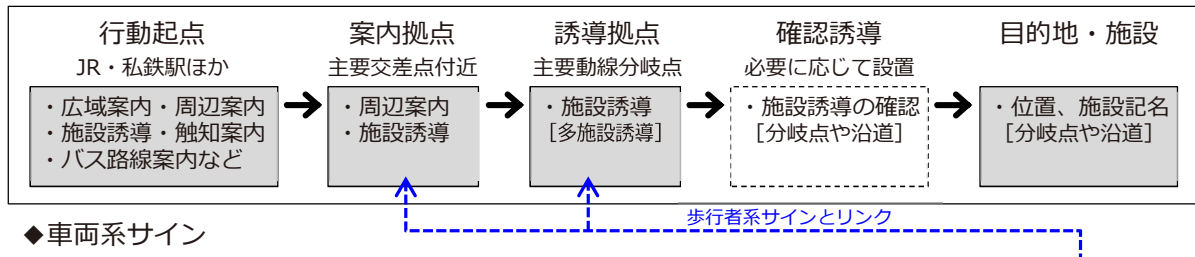 行動起点
JR・私鉄駅ほか
・広域案内・周辺案内
・施設誘導・触知案内
・バス路線案内など
案内拠点
主要交差点付近
・周辺案内
・施設誘導
誘導拠点
主要動線分岐点
・施設誘導
[多施設誘導]
確認誘導
必要に応じて設置
・施設誘導の確認
[分岐点や沿道]
目的地・施設
・位置、施設記名
[分岐点や沿道]
歩行者系サインとリンク
◆車両系サイン